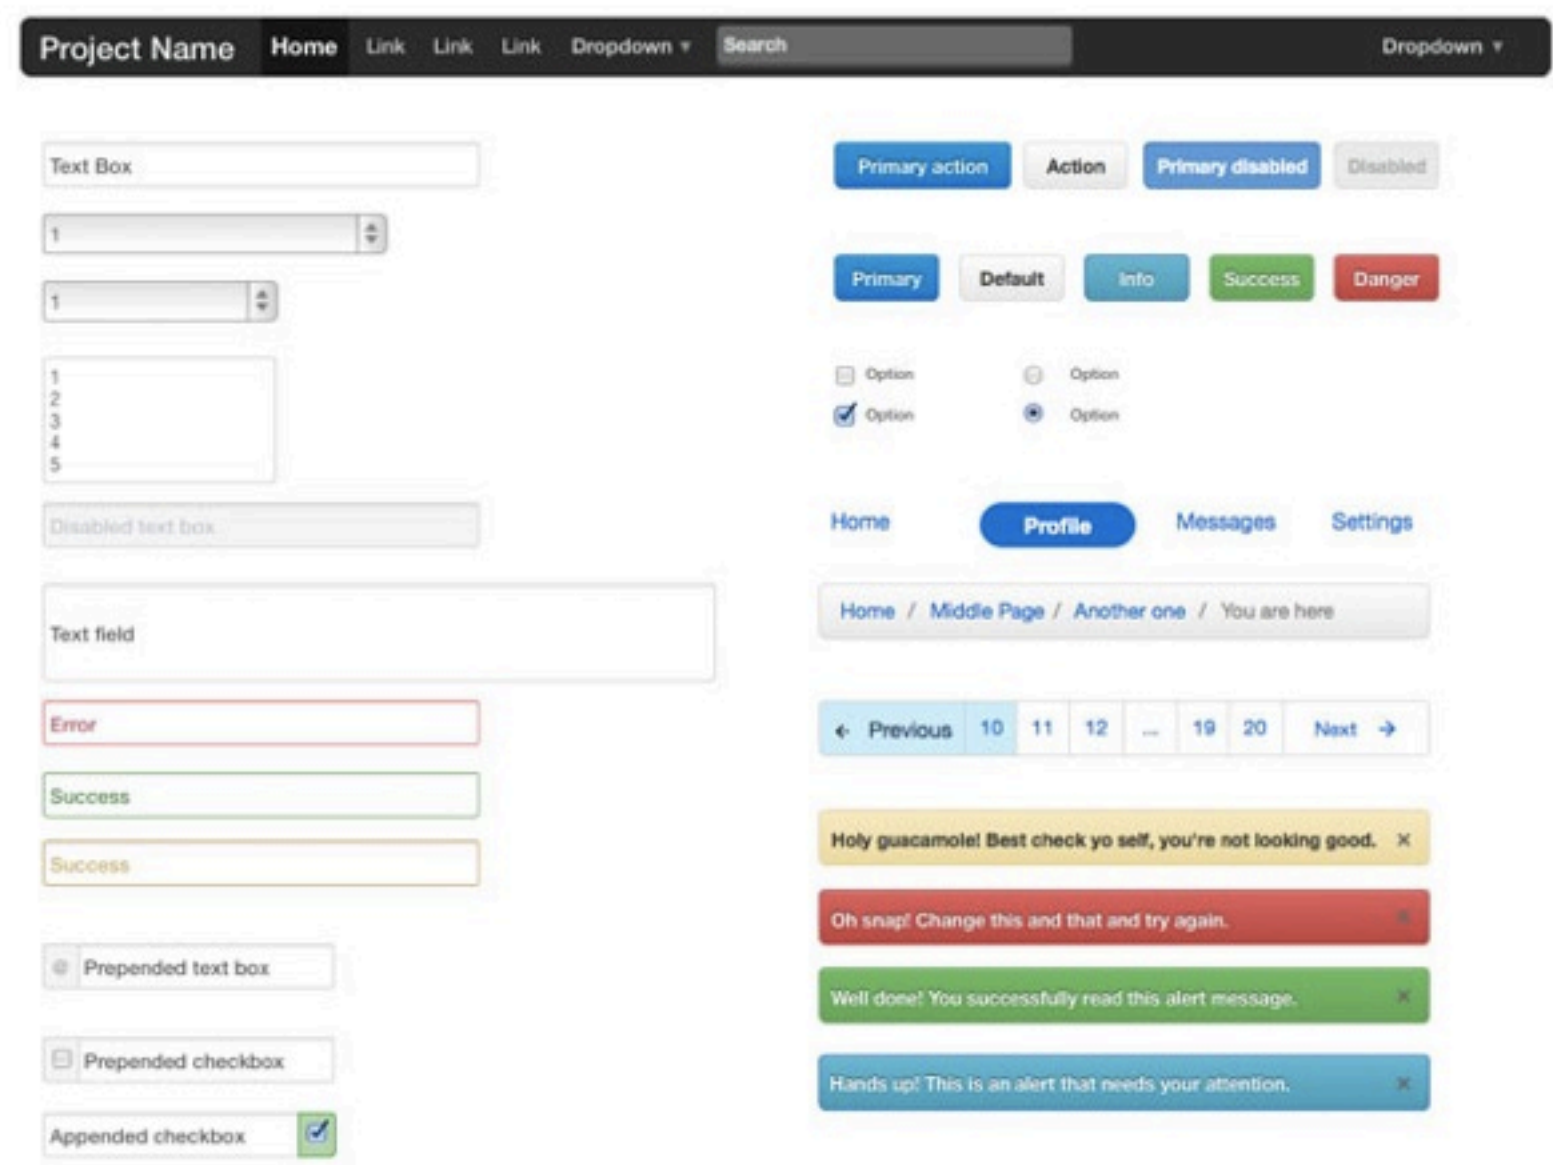 Project Name Home Link Link Link Dropdown Search Dropdown
Text Box
1
1
1
2
3
4
5
Disabled text box
Text field
Error
Success
Success
@ Prepended text box
Prepended checkbox
Appended checkbox
Primary action Action Primary disabled Disabled
Primary Default Info Success Danger
Option Option
Option Option
Home Profile Messages Settings
Home / Middle Page / Another one / You are here
← Previous 10 11 12 ... 19 20 Next →
Holy guacamole! Best check yo self, you're not looking good. ×
Oh snap! Change this and that and try again. ×
Well done! You successfully read this alert message. ×
Hands up! This is an alert that needs your attention. ×